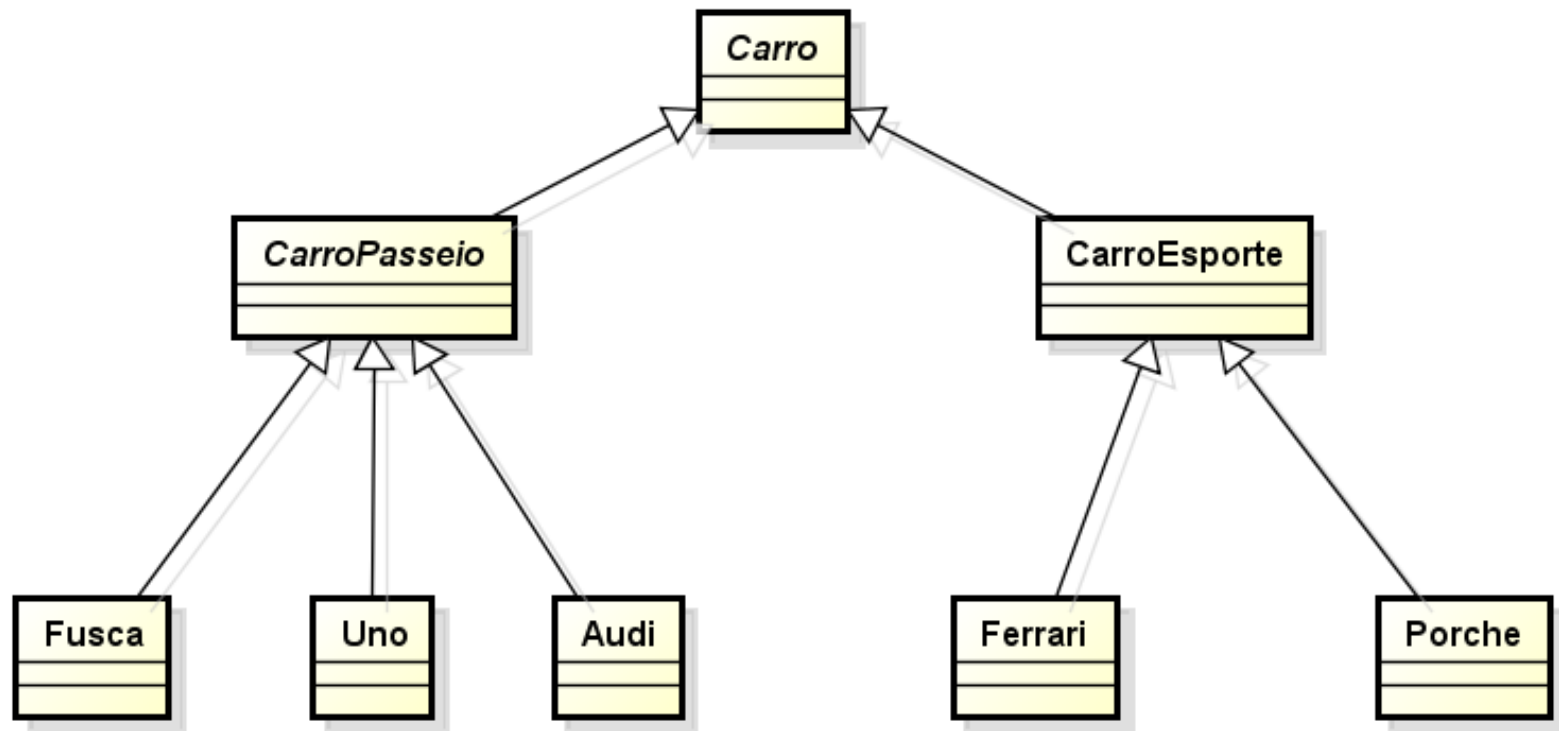 Carro
CarroPasseio
CarroEsporte
Fusca
Uno
Audi
Ferrari
Porche